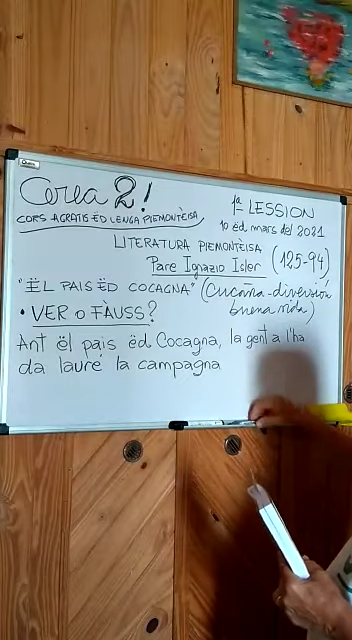 Cerea 2!
CORS A GRATIS ËD LENGA PIEMONTÈISA
1ª LESSION
10 ëd mars del 2021
LITERATURA PIEMONTÈISA
Pare Ignazio Isler (125-94)
"ËL PAIS ËD COCAGNA" (Cucaña-diversión
buena vida)
• VER O FÀUSS?
Ant ël pais ëd Cocagna, la gent a l'ha
da lauré la campagna